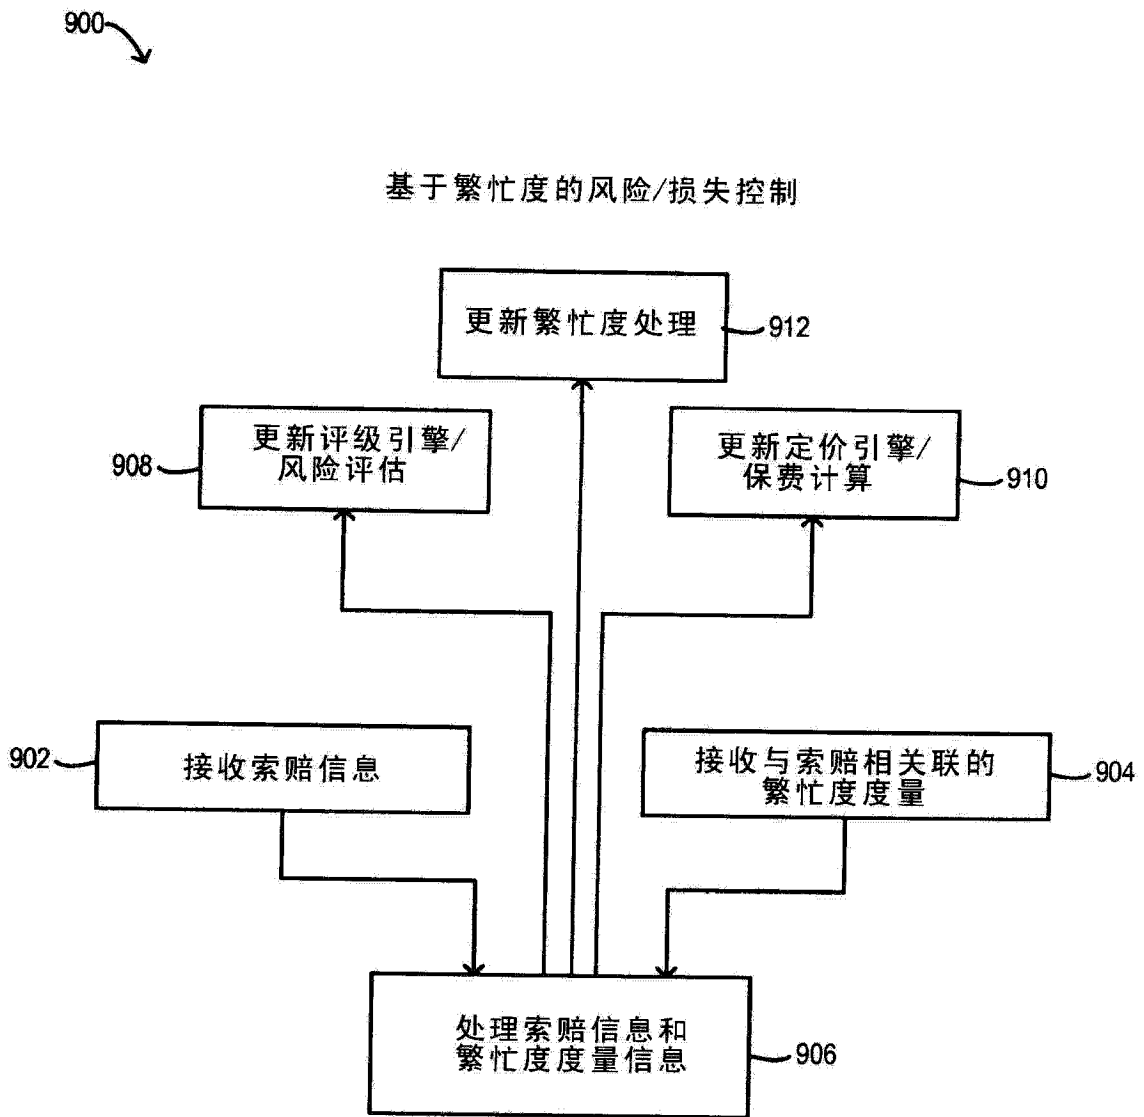 900
基于繁忙度的风险/损失控制
更新繁忙度处理
912
更新评级引擎/
风险评估
908
更新定价引擎/
保费计算
910
接收索赔信息
902
接收与索赔相关联的
繁忙度度量
904
处理索赔信息和
繁忙度度量信息
906